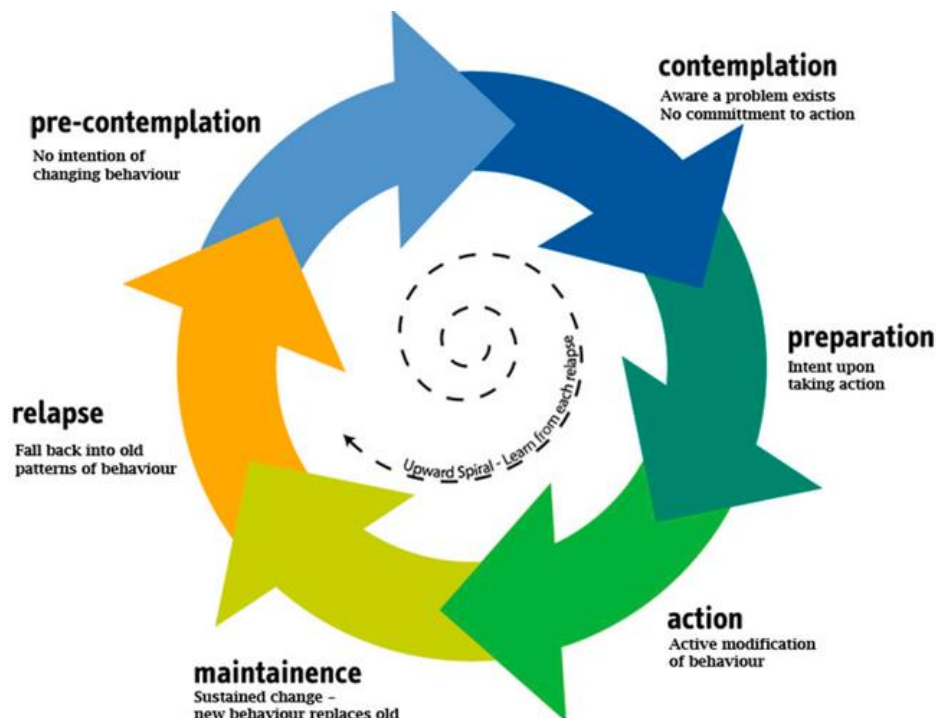 pre-contemplation
No intention of
changing behaviour
contemplation
Aware a problem exists
No committment to action
preparation
Intent upon
taking action
action
Active modification
of behaviour
maintainence
Sustained change –
new behaviour replaces old
relapse
Fall back into old
patterns of behaviour
Upward Spiral - Learn from each relapse